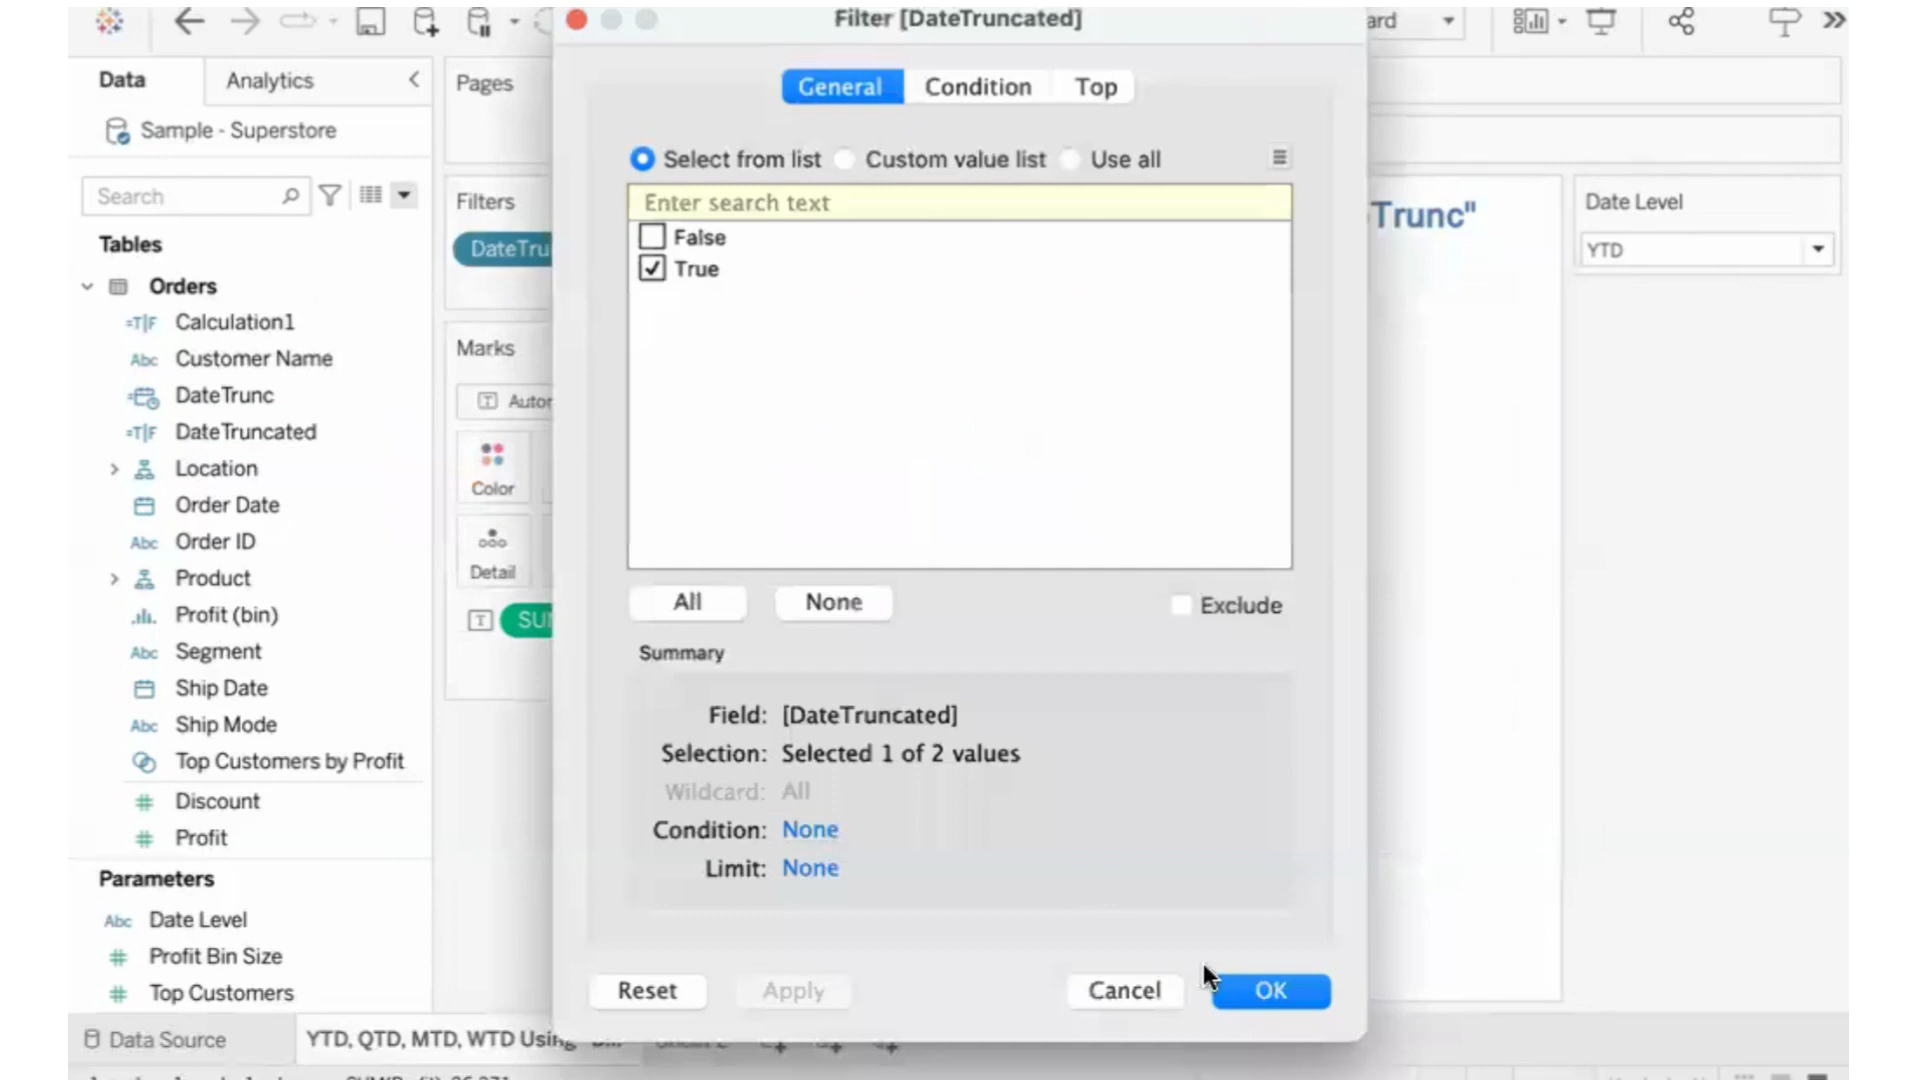 Filter [DateTruncated]
ard
Data
Analytics
Pages
General
Condition
Top
Sample - Superstore
Select from list
Custom value list
Use all
Search
Filters
Enter search text
Date Level
Trunc"
Tables
DateTru
False
YTD
True
Orders
Calculation1
Marks
Customer Name
DateTrunc
Autor
DateTruncated
Location
Color
Order Date
Order ID
Detail
Product
All
None
Exclude
Profit (bin)
SUM
Segment
Summary
Ship Date
Field: [DateTruncated]
Ship Mode
Selection: Selected 1 of 2 values
Top Customers by Profit
Wildcard: All
Discount
Condition: None
Profit
Limit: None
Parameters
Date Level
Profit Bin Size
Top Customers
Reset
Apply
Cancel
OK
Data Source
YTD, QTD, MTD, WTD Using